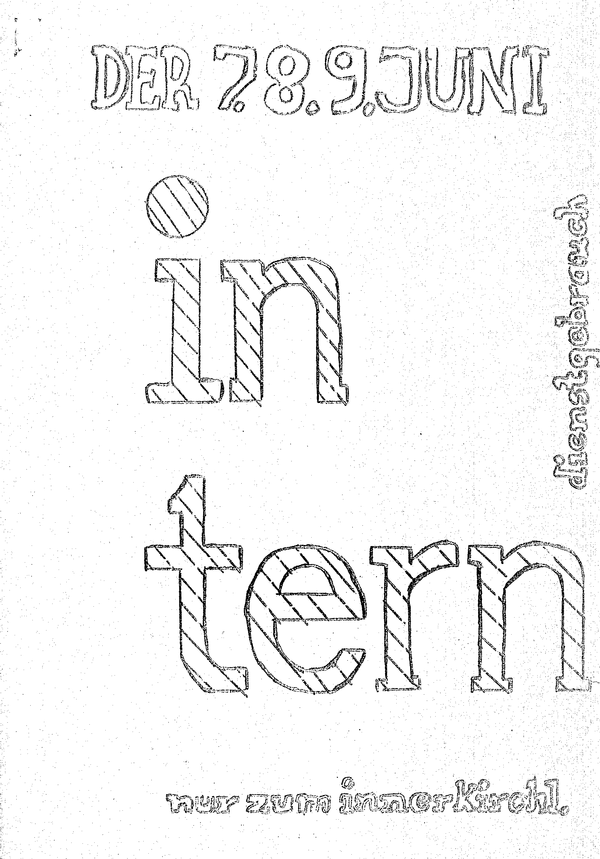 DER 7.8.9.JUNI
in
tern
nur zum innerkirchl.
dienstgebrauch